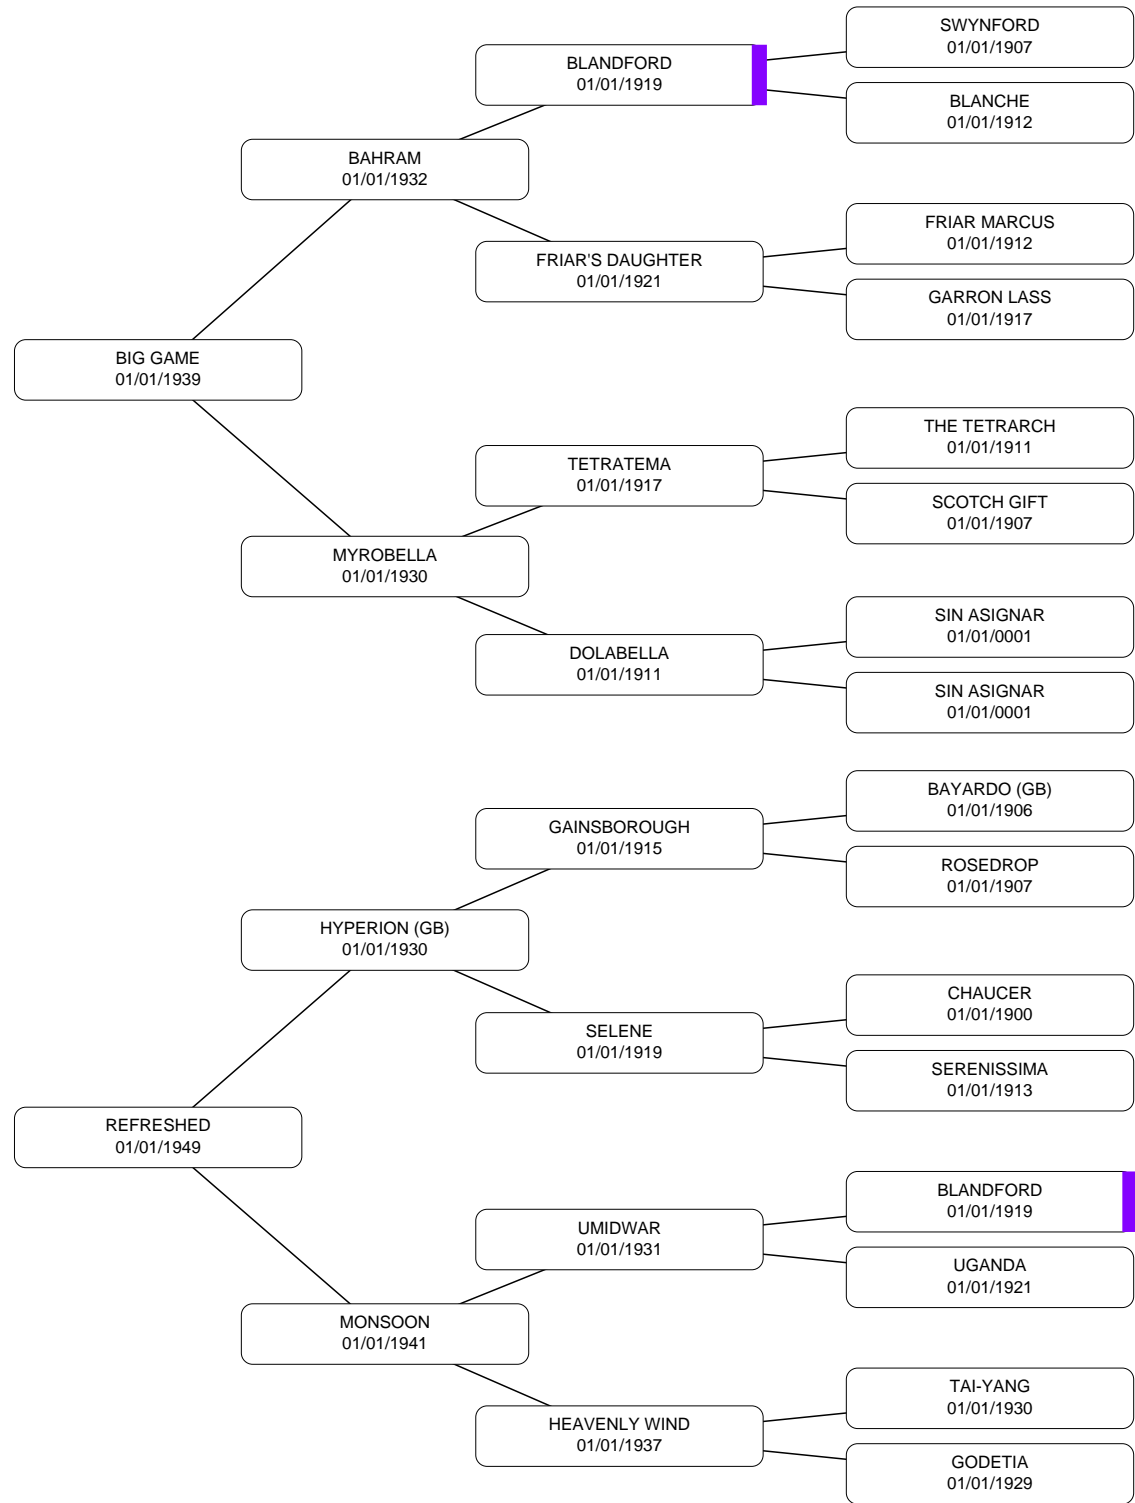 SWYNFORD
01/01/1907
BLANDFORD
01/01/1919
BLANCHE
01/01/1912
BAHRAM
01/01/1932
FRIAR MARCUS
01/01/1912
FRIAR'S DAUGHTER
01/01/1921
GARRON LASS
01/01/1917
BIG GAME
01/01/1939
THE TETRARCH
01/01/1911
TETRATEMA
01/01/1917
SCOTCH GIFT
01/01/1907
MYROBELLA
01/01/1930
SIN ASIGNAR
01/01/0001
DOLABELLA
01/01/1911
SIN ASIGNAR
01/01/0001
BAYARDO (GB)
01/01/1906
GAINSBOROUGH
01/01/1915
ROSEDROP
01/01/1907
HYPERION (GB)
01/01/1930
CHAUCER
01/01/1900
SELENE
01/01/1919
SERENISSIMA
01/01/1913
REFRESHED
01/01/1949
BLANDFORD
01/01/1919
UMIDWAR
01/01/1931
UGANDA
01/01/1921
MONSOON
01/01/1941
TAI-YANG
01/01/1930
HEAVENLY WIND
01/01/1937
GODETIA
01/01/1929